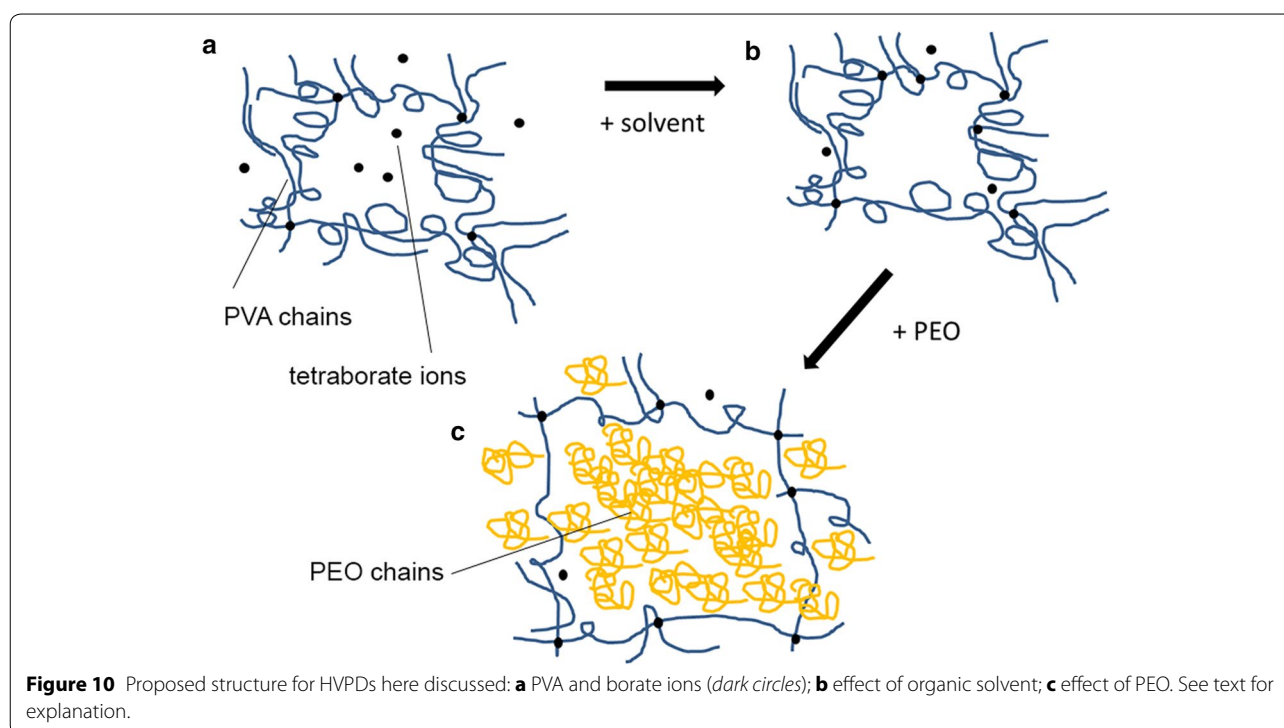 a
b
+ solvent
PVA chains
tetraborate ions
+ PEO
c
PEO chains
Figure 10 Proposed structure for HVPDs here discussed: a PVA and borate ions (dark circles); b effect of organic solvent; c effect of PEO. See text for
explanation.